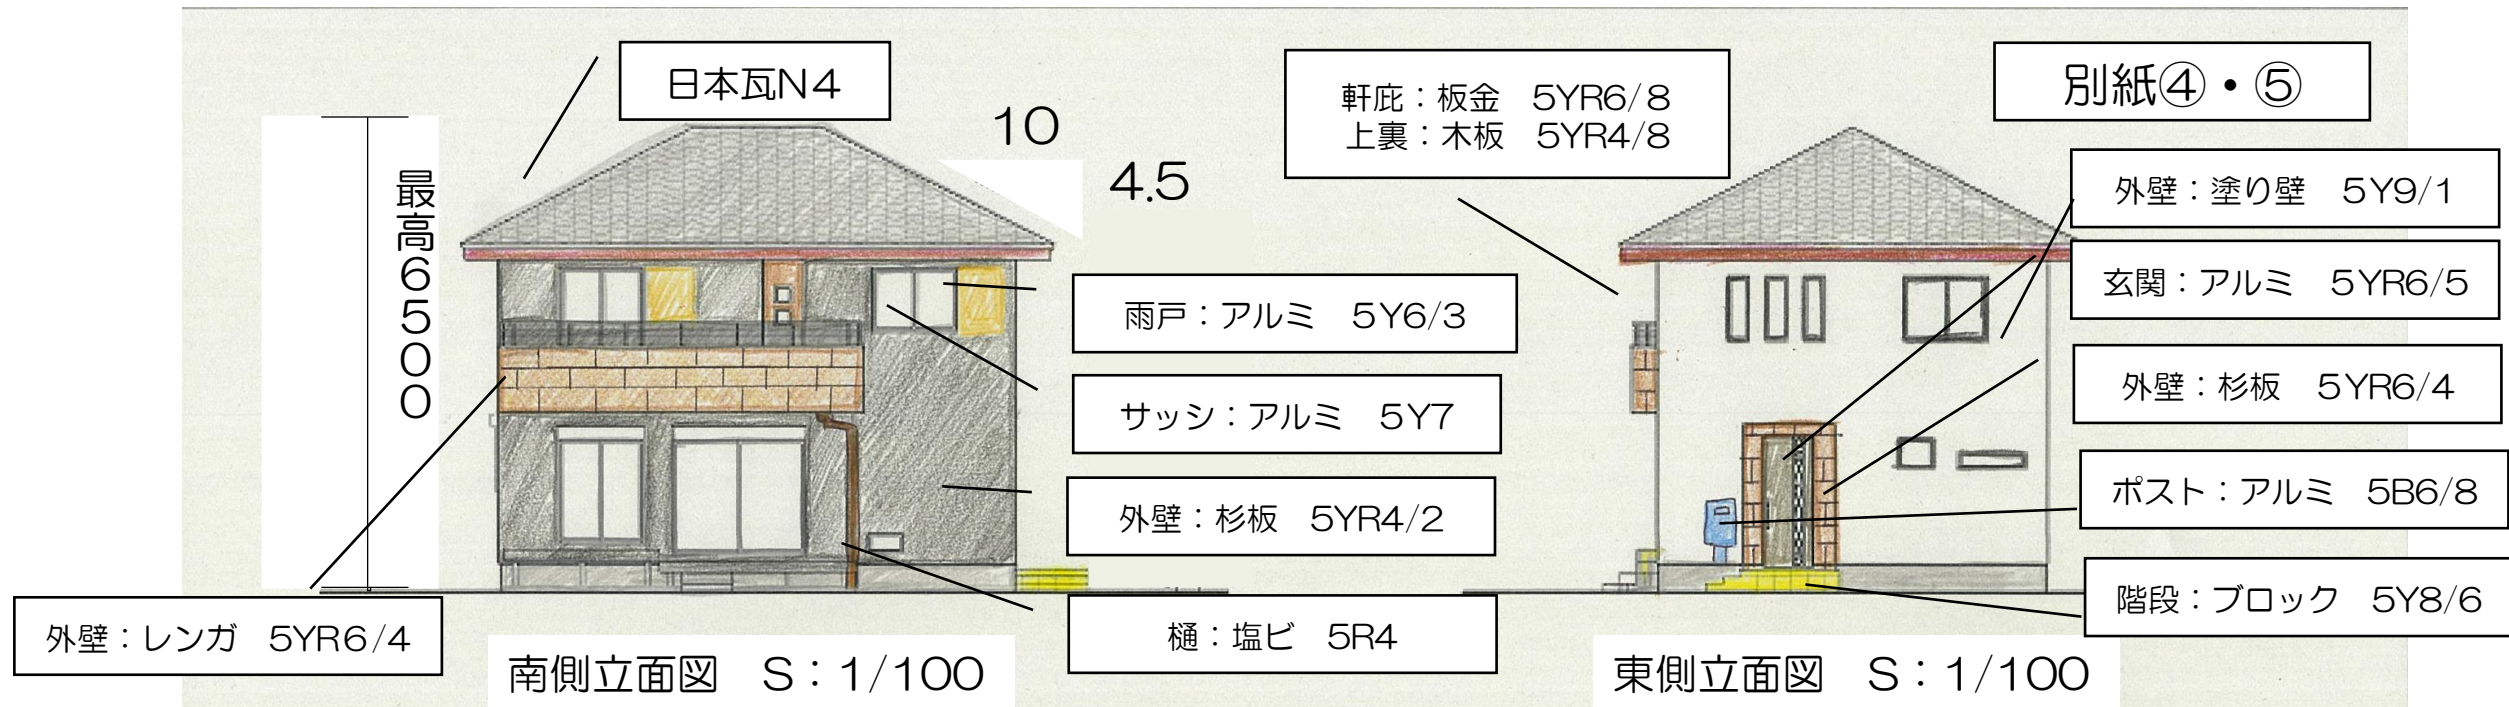 日本瓦N4
10
4.5
軒庇：板金　5YR6/8
上裏：木板　5YR4/8
別紙④・⑤
最高6500
外壁：塗り壁　5Y9/1
玄関：アルミ　5YR6/5
雨戸：アルミ　5Y6/3
サッシ：アルミ　5Y7
外壁：杉板　5YR6/4
外壁：杉板　5YR4/2
ポスト：アルミ　5B6/8
階段：ブロック　5Y8/6
外壁：レンガ　5YR6/4
樋：塩ビ　5R4
南側立面図　S：1/100
東側立面図　S：1/100